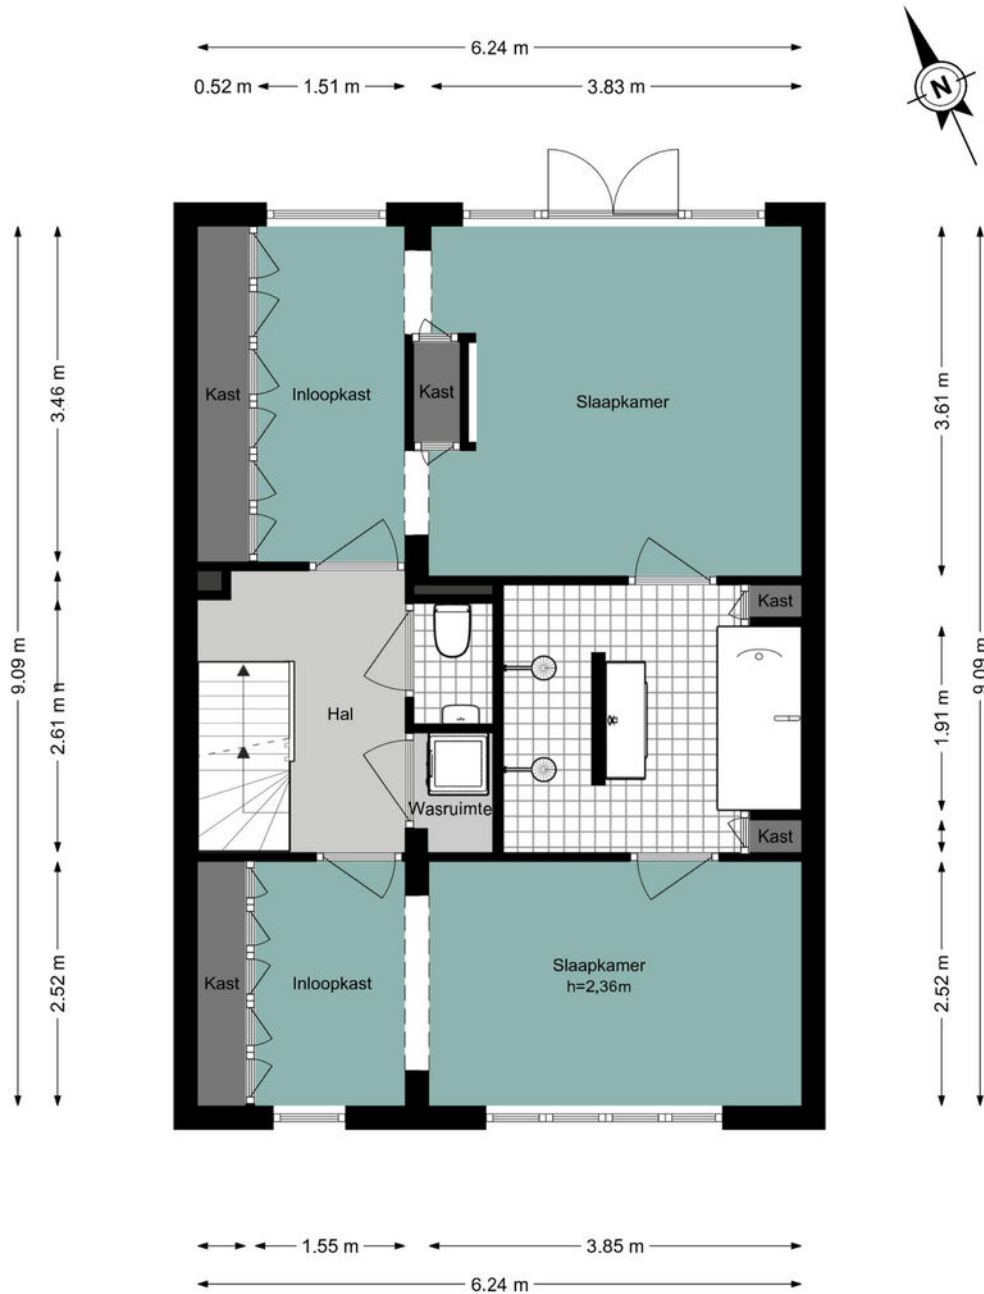 6.24 m
0.52 m
1.51 m
3.83 m
N
3.46 m
9.09 m
2.61 m
2.52 m
3.61 m
9.09 m
1.91 m
2.52 m
Kast
Inloopkast
Kast
Slaapkamer
Kast
Hal
Wasruimte
Kast
Kast
Inloopkast
Slaapkamer
h=2,36m
1.55 m
3.85 m
6.24 m